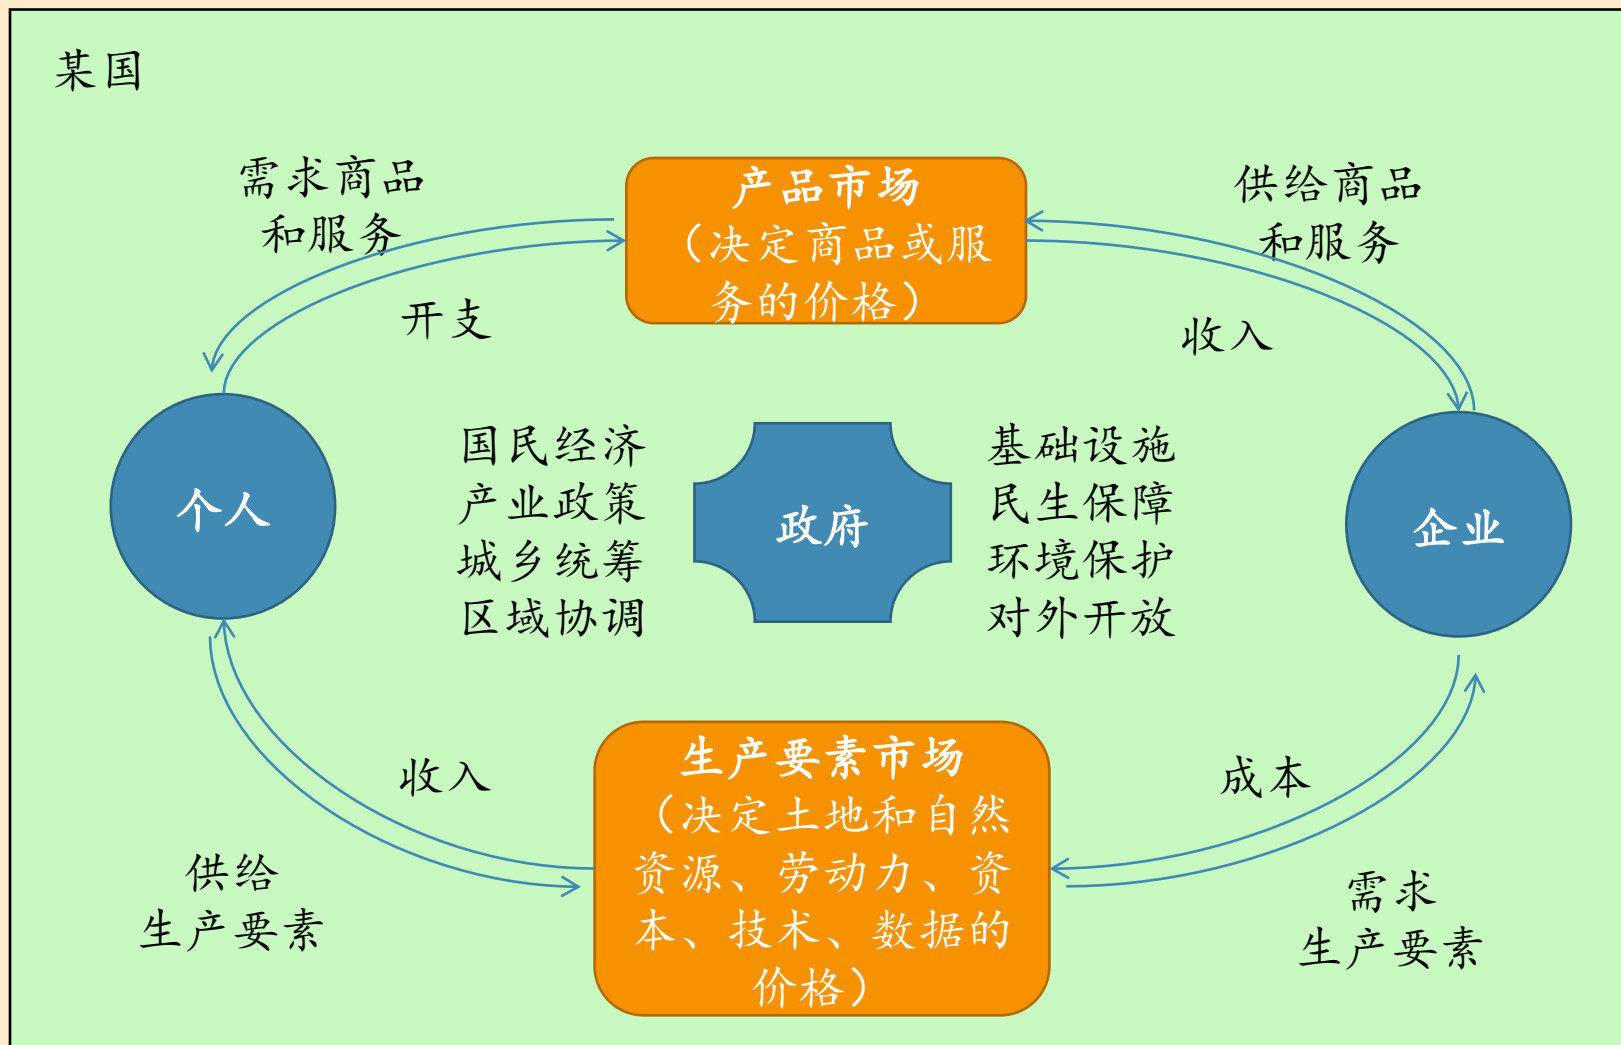 某国
需求商品
和服务
产品市场
（决定商品或服
务的价格）
供给商品
和服务
开支
收入
个人
国民经济
产业政策
城乡统筹
区域协调
政府
基础设施
民生保障
环境保护
对外开放
企业
收入
生产要素市场
（决定土地和自然
资源、劳动力、资
本、技术、数据的
价格）
成本
供给
生产要素
需求
生产要素